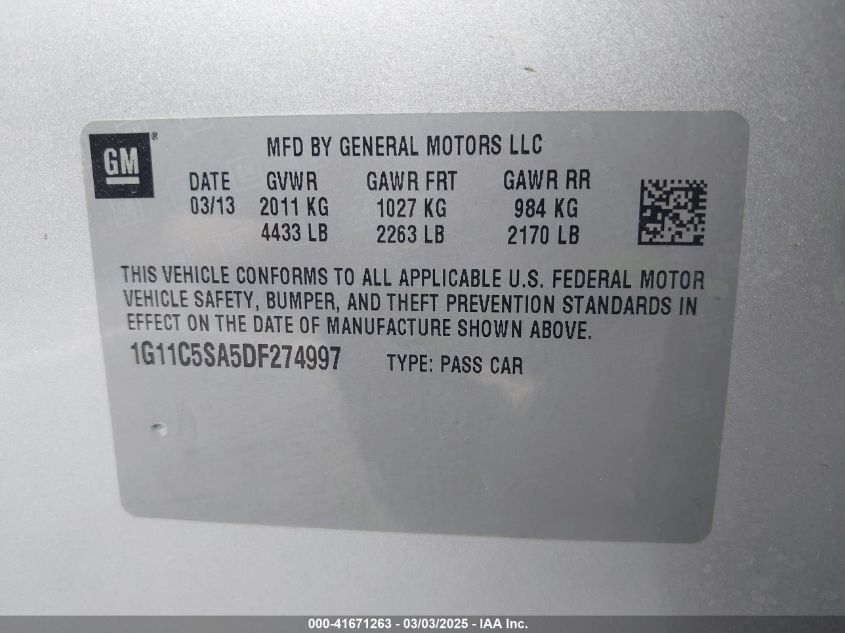 GM®
MFD BY GENERAL MOTORS LLC
DATE GVWR GAWR FRT GAWR RR
03/13 2011 KG 1027 KG 984 KG
4433 LB 2263 LB 2170 LB
THIS VEHICLE CONFORMS TO ALL APPLICABLE U.S. FEDERAL MOTOR
VEHICLE SAFETY, BUMPER, AND THEFT PREVENTION STANDARDS IN
EFFECT ON THE DATE OF MANUFACTURE SHOWN ABOVE.
1G11C5SA5DF274997 TYPE: PASS CAR
000-41671263 - 03/03/2025 - IAA Inc.